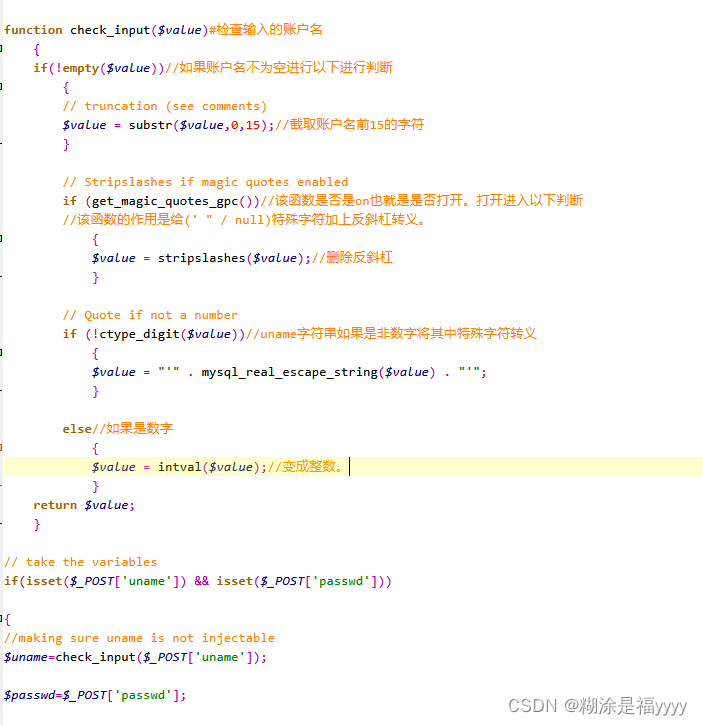 function check_input($value)#检查输入的账户名
{
if(!empty($value))//如果账户名不为空进行以下进行判断
{
// truncation (see comments)
$value = substr($value,0,15);//截取账户名前15的字符
}
// Stripslashes if magic quotes enabled
if (get_magic_quotes_gpc())//该函数是否是on也就是是否打开。打开进入以下判断
//该函数的作用是给(' " / null)特殊字符加上反斜杠转义。
{
$value = stripslashes($value);//删除反斜杠
}
// Quote if not a number
if (!ctype_digit($value))//uname字符串如果是非数字将其中特殊字符转义
{
$value = "'" . mysql_real_escape_string($value) . "'";
}
else//如果是数字
{
$value = intval($value);//变成整数。
}
return $value;
}
// take the variables
if(isset($_POST['uname']) && isset($_POST['passwd']))
{
//making sure uname is not injectable
$uname=check_input($_POST['uname']);
$passwd=$_POST['passwd'];
CSDN @糊涂是福yyyy